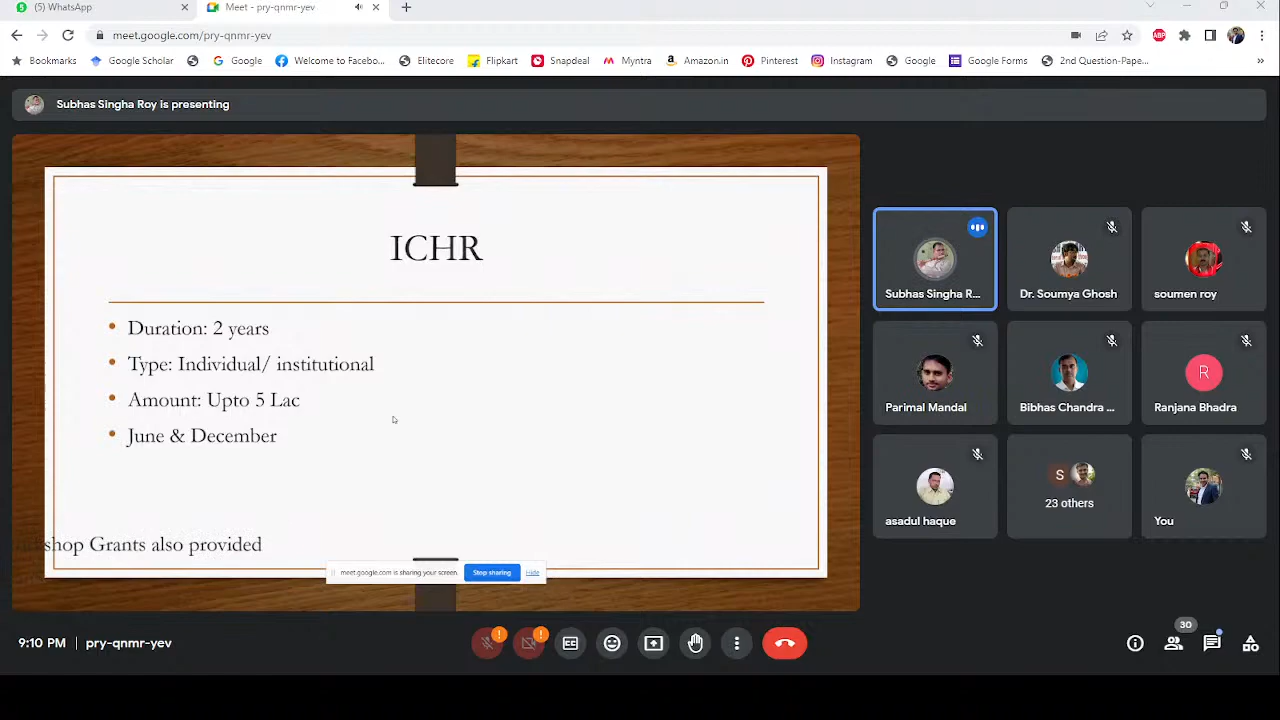 (5) WhatsApp
Meet - pry-qnmr-yev
meet.google.com/pry-qnmr-yev
ABP
Bookmarks
Google Scholar
Google
Welcome to Facebo...
Elitecore
Flipkart
Snapdeal
Myntra
Amazon.in
Pinterest
Instagram
Google
Google Forms
2nd Question-Pape...
»
Subhas Singha Roy is presenting
ICHR
• Duration: 2 years
• Type: Individual/ institutional
• Amount: Upto 5 Lac
• June & December
shop Grants also provided
meet.google.com is sharing your screen.
Stop sharing
Hide
Subhas Singha R...
Dr. Soumya Ghosh
soumen roy
Parimal Mandal
Bibhas Chandra ...
R
Ranjana Bhadra
asadul haque
S
23 others
You
9:10 PM | pry-qnmr-yev
30